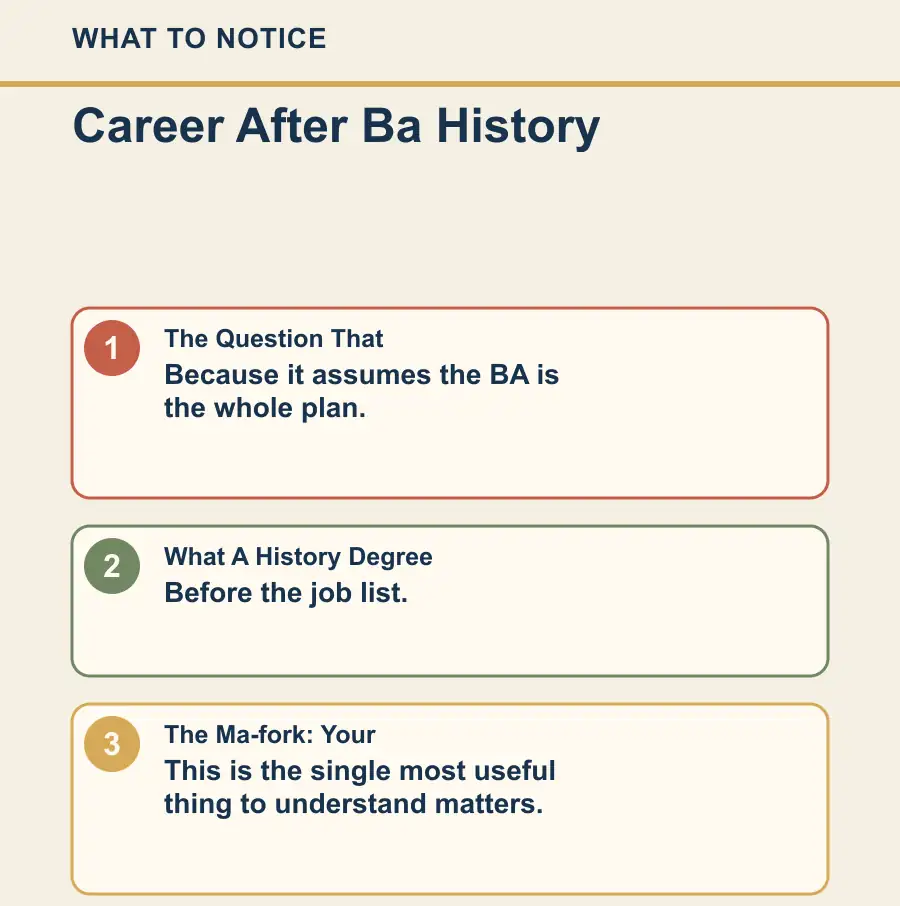 WHAT TO NOTICE
Career After Ba History
1
The Question That
Because it assumes the BA is
the whole plan.
2
What A History Degree
Before the job list.
3
The Ma-fork: Your
This is the single most useful
thing to understand matters.